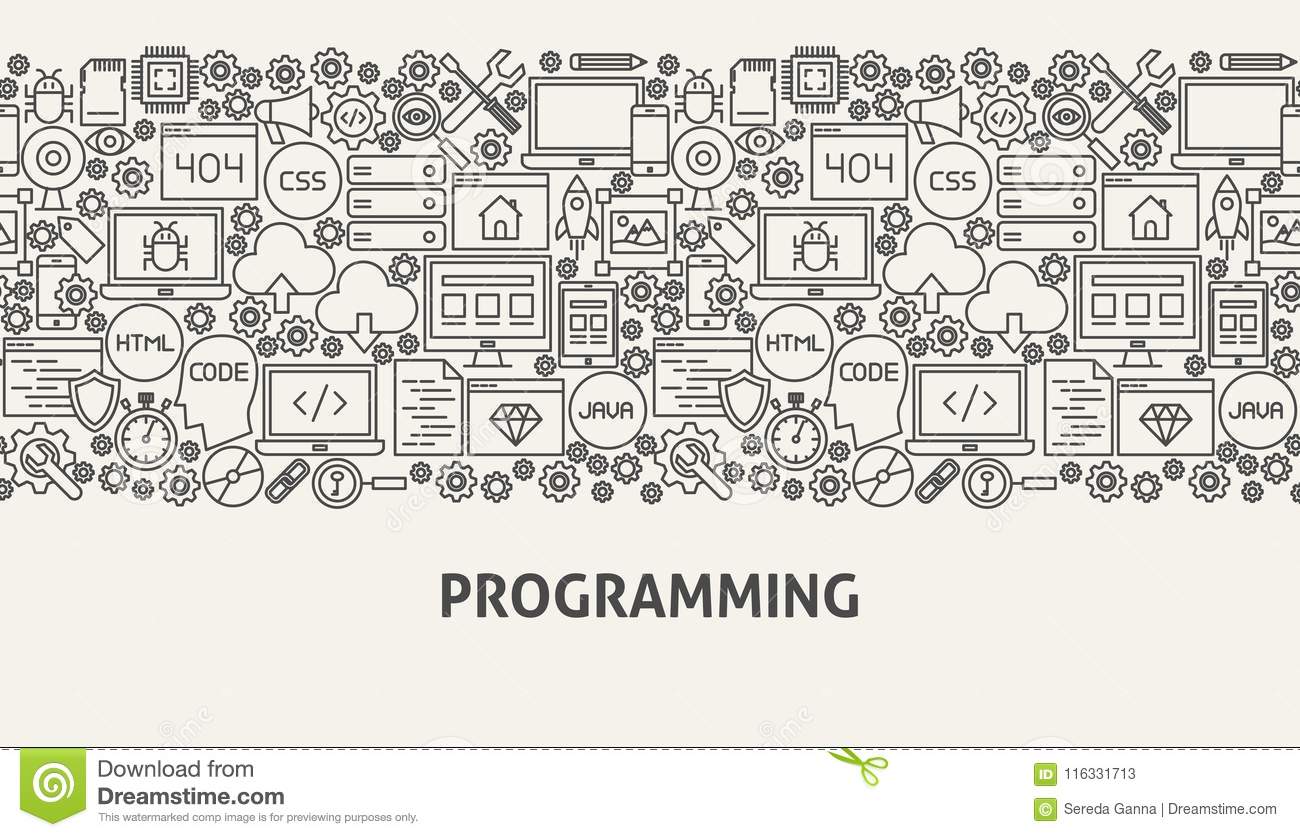 404
404
CSS
CSS
HTML
HTML
CODE
CODE
</>
</>
</>
</>
JAVA
JAVA
PROGRAMMING
Download from
Dreamstime.com
This watermarked comp image is for previewing purposes only.
ID 116331713
© Sereda Ganna | Dreamstime.com